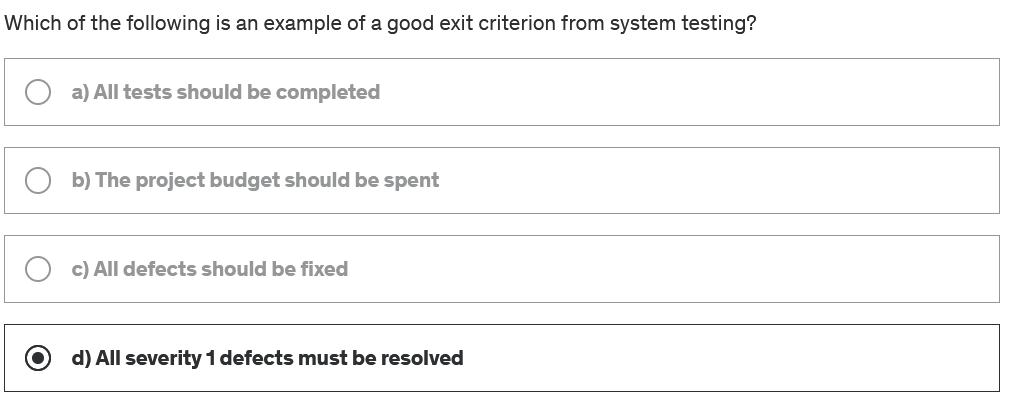 Which of the following is an example of a good exit criterion from system testing?
a) All tests should be completed
b) The project budget should be spent
c) All defects should be fixed
d) All severity 1 defects must be resolved